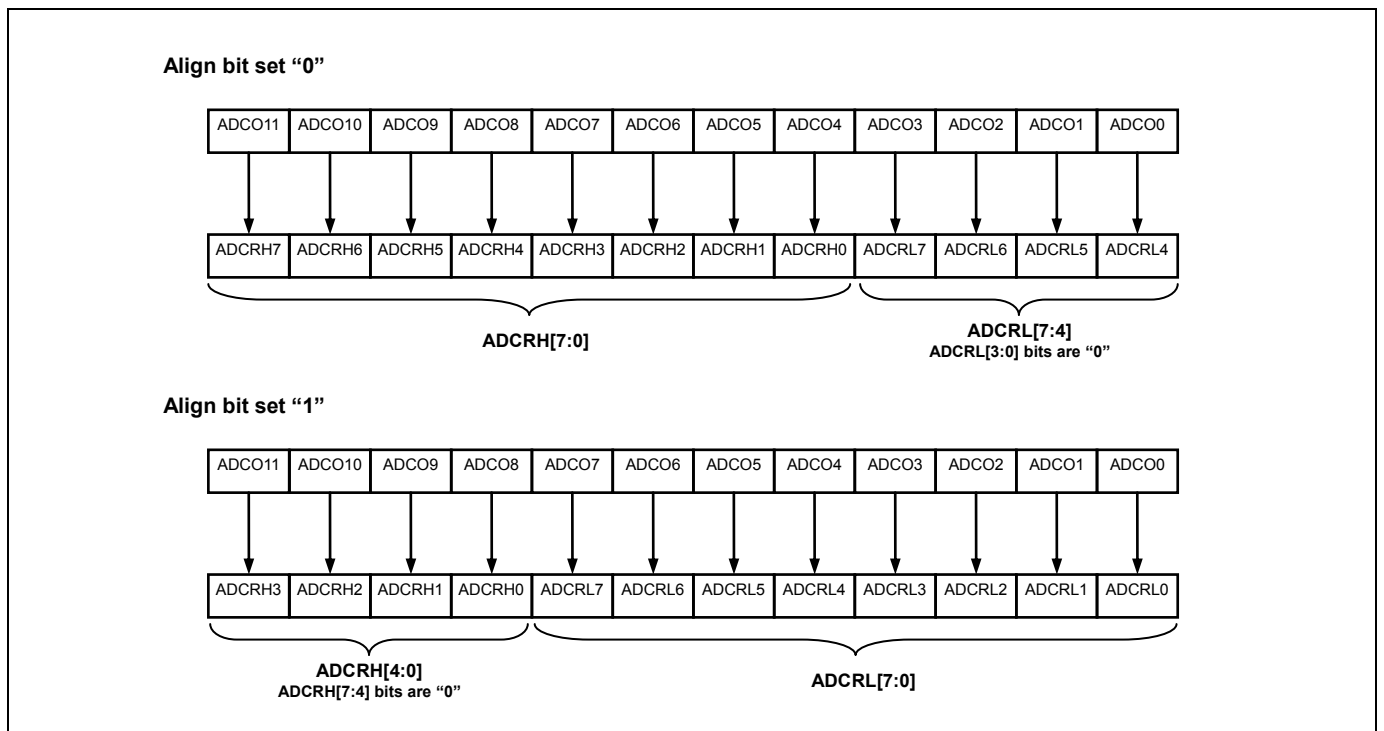 Align bit set “0”
ADCO11 ADCO10 ADCO9 ADCO8 ADCO7 ADCO6 ADCO5 ADCO4 ADCO3 ADCO2 ADCO1 ADCO0
ADCRH7 ADCRH6 ADCRH5 ADCRH4 ADCRH3 ADCRH2 ADCRH1 ADCRH0 ADCRL7 ADCRL6 ADCRL5 ADCRL4
ADCRH[7:0]
ADCRL[7:4]
ADCRL[3:0] bits are “0”
Align bit set “1”
ADCO11 ADCO10 ADCO9 ADCO8 ADCO7 ADCO6 ADCO5 ADCO4 ADCO3 ADCO2 ADCO1 ADCO0
ADCRH3 ADCRH2 ADCRH1 ADCRH0 ADCRL7 ADCRL6 ADCRL5 ADCRL4 ADCRL3 ADCRL2 ADCRL1 ADCRL0
ADCRH[4:0]
ADCRH[7:4] bits are “0”
ADCRL[7:0]